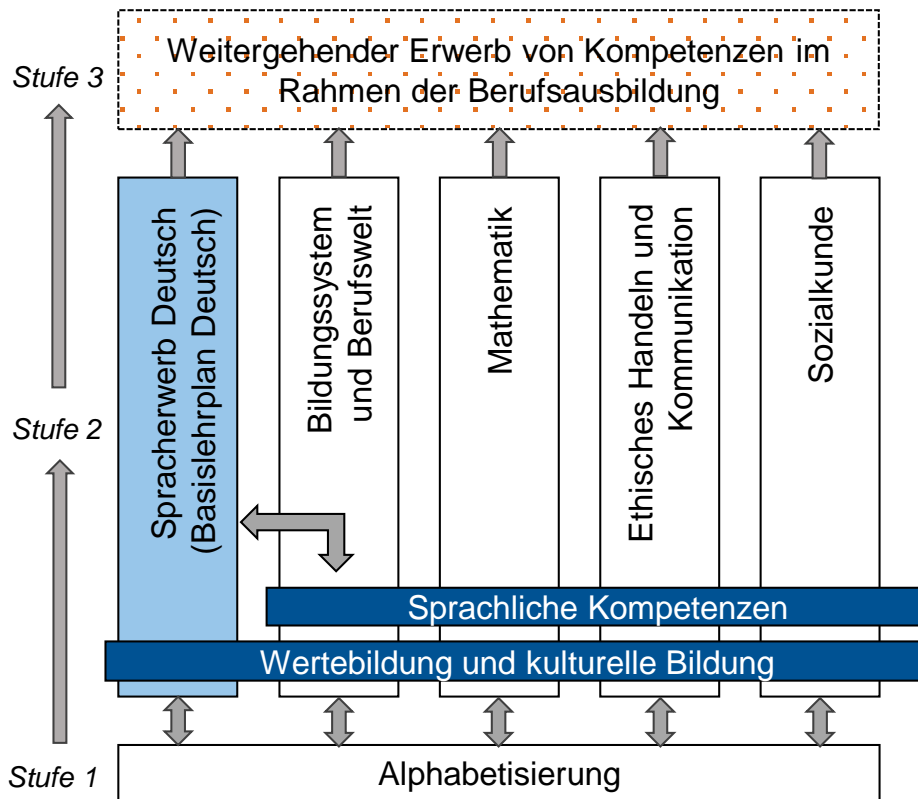 Weitergehender Erwerb von Kompetenzen im
Rahmen der Berufsausbildung
Stufe 3
Spracherwerb Deutsch
(Basislehrplan Deutsch)
Bildungssystem
und Berufswelt
Mathematik
Ethisches Handeln und
Kommunikation
Sozialkunde
Stufe 2
Sprachliche Kompetenzen
Wertebildung und kulturelle Bildung
Stufe 1
Alphabetisierung